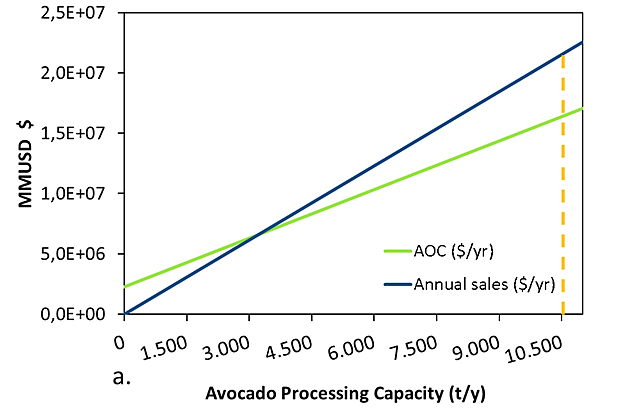 2,5E+07
2,0E+07
1,5E+07
1,0E+07
5,0E+06
0,0E+00
MMUSD $
AOC ($/yr)
Annual sales ($/yr)
0
1.500
3.000
4.500
6.000
7.500
9.000
10.500
a.
Avocado Processing Capacity (t/y)